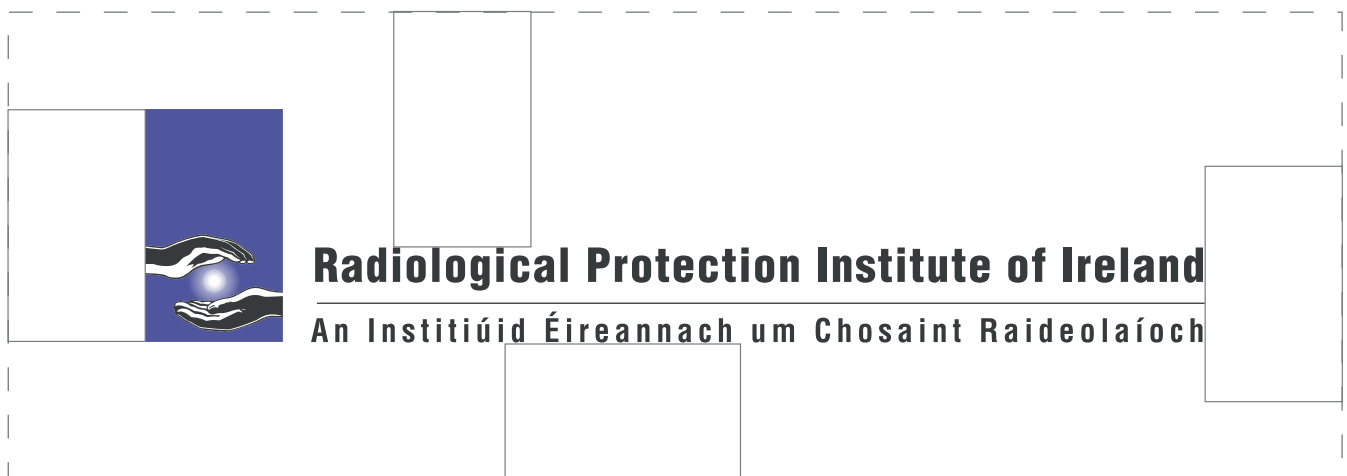 Radiological Protection Institute of Ireland
An Institiúid Éireannach um Chosaint Raideolaíoch